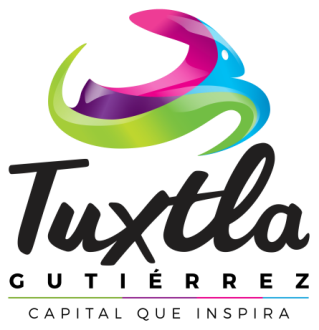 Tuxtla
GUTIÉRREZ
CAPITAL QUE INSPIRA